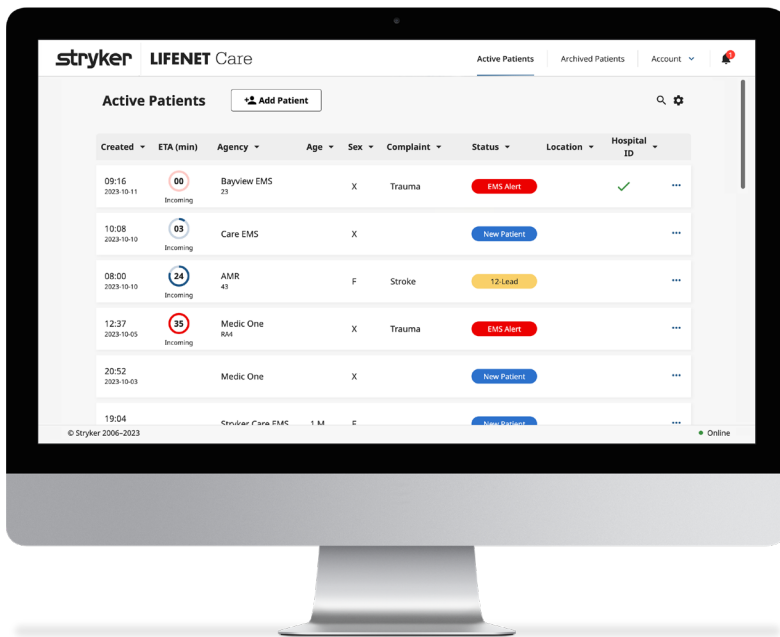 stryker LIFENET Care Active Patients Archived Patients Account 1
Active Patients Add Patient
Created ETA (min) Agency Age Sex Complaint Status Location Hospital ID
09:16 00 Bayview EMS X Trauma EMS Alert
2023-10-11 Incoming 23
10:08 03 Care EMS X New Patient
2023-10-10 Incoming
08:00 24 AMR F Stroke 12-Lead
2023-10-10 Incoming 43
12:37 35 Medic One X Trauma EMS Alert
2023-10-05 Incoming RA4
20:52 Medic One X New Patient
2023-10-03
19:04 Stryker Care EMS 1 M F New Patient
© Stryker 2006–2023 Online